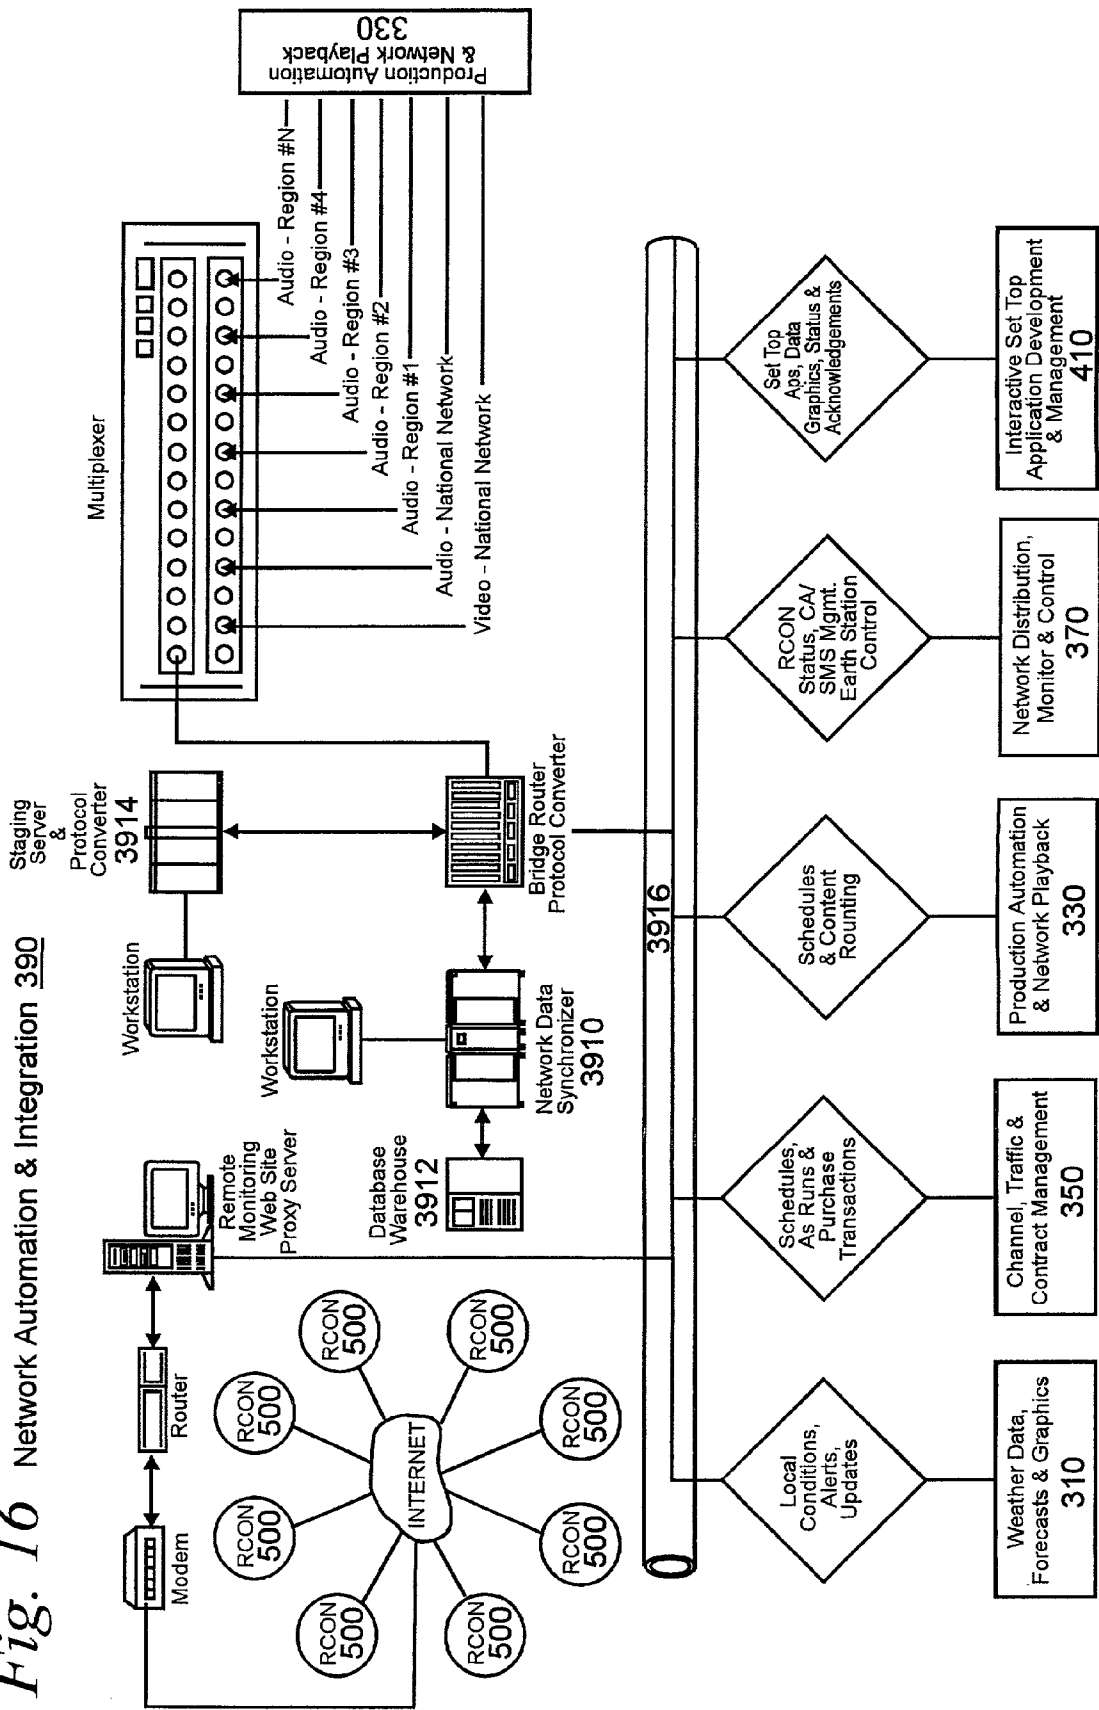 Fig. 16 Network Automation & Integration 390
Modem
Router
Remote
Monitoring
Web Site
Proxy Server
Workstation
Staging
Server
&
Protocol
Converter
3914
Multiplexer
Workstation
Database
Warehouse
3912
Network Data
Synchronizer
3910
Bridge Router
Protocol Converter
Audio - Region #N
Audio - Region #4
Audio - Region #3
Audio - Region #2
Audio - Region #1
Audio - National Network
Video - National Network
Production Automation
& Network Playback
330
INTERNET
RCON
500
RCON
500
RCON
500
RCON
500
RCON
500
RCON
500
RCON
500
RCON
500
3916
Local
Conditions,
Alerts,
Updates
Schedules,
As Runs &
Purchase
Transactions
Schedules
& Content
Rounting
RCON
Status, CA/
SMS Mgmt.
Earth Station
Control
Set Top
Aps, Data
Graphics, Status &
Acknowledgements
Weather Data,
Forecasts & Graphics
310
Channel, Traffic &
Contract Management
350
Production Automation
& Network Playback
330
Network Distribution,
Monitor & Control
370
Interactive Set Top
Application Development
& Management
410